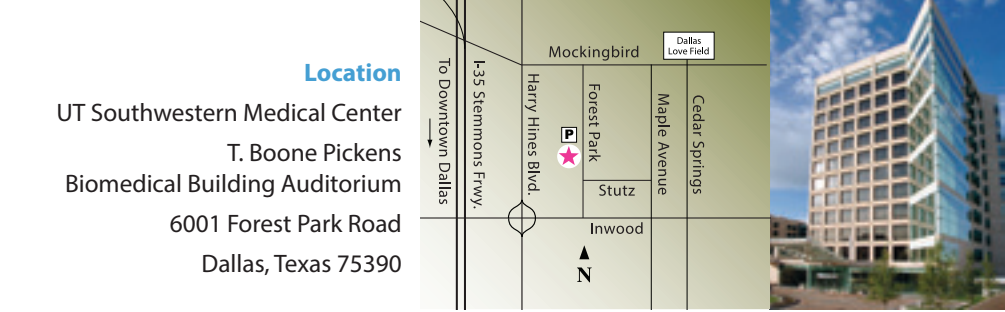 Location
UT Southwestern Medical Center
T. Boone Pickens
Biomedical Building Auditorium
6001 Forest Park Road
Dallas, Texas 75390
Mockingbird
Dallas
Love Field
To Downtown Dallas
I-35 Stemmons Frwy.
Harry Hines Blvd.
P
Forest Park
Maple Avenue
Cedar Springs
Stutz
Inwood
N